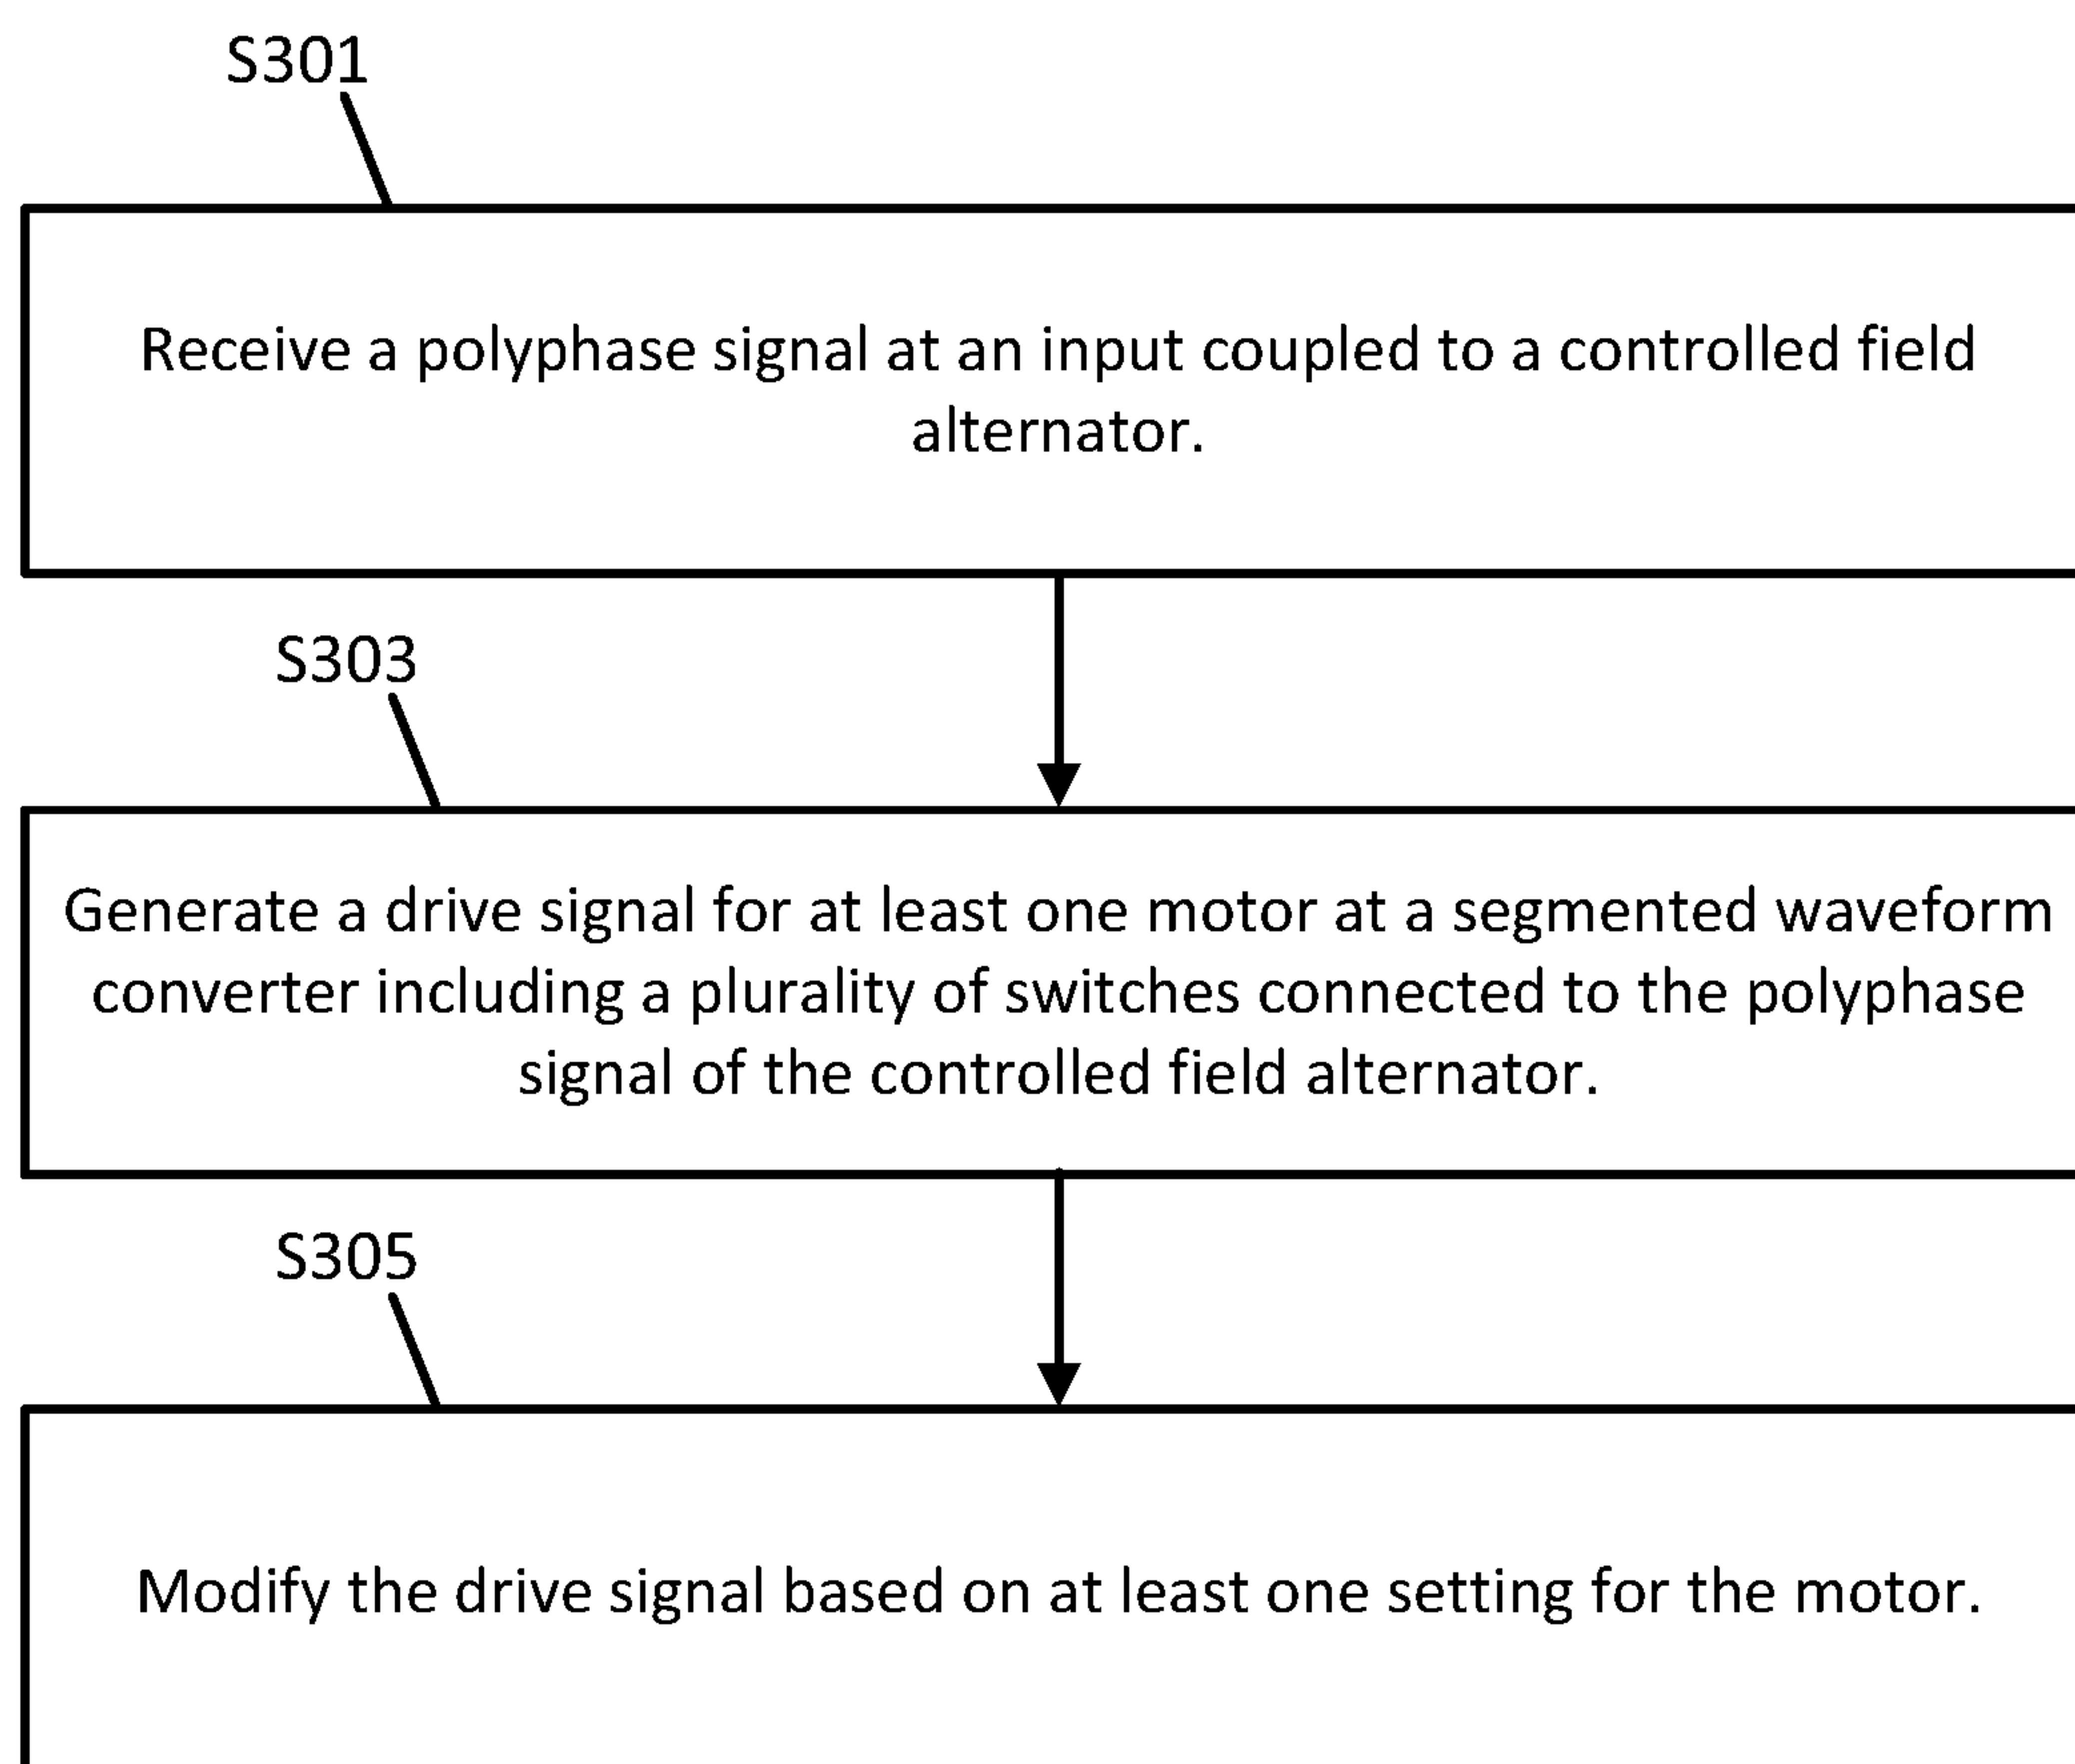 S301
Receive a polyphase signal at an input coupled to a controlled field
alternator.
S303
Generate a drive signal for at least one motor at a segmented waveform
converter including a plurality of switches connected to the polyphase
signal of the controlled field alternator.
S305
Modify the drive signal based on at least one setting for the motor.